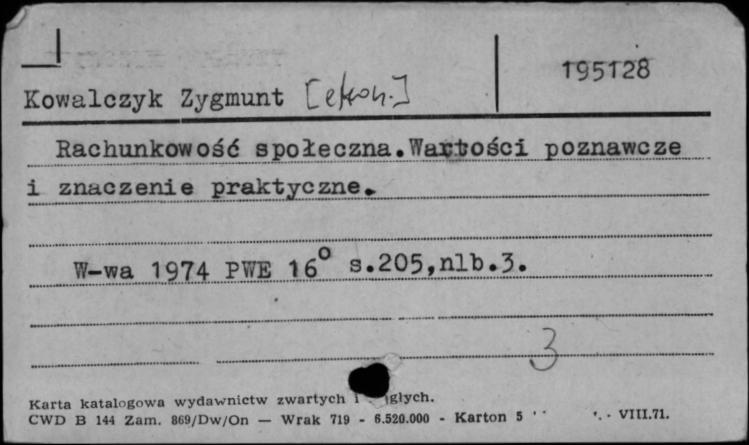 195128
Kowalczyk Zygmunt [ekon.]
Rachunkowość społeczna.Wartości poznawcze
i znaczenie praktyczne.
W-wa 1974 PWE 16° s.205,nlb.3.
3
Karta katalogowa wydawnictw zwartych i głych.
CWD B 144 Zam. 869/Dw/On — Wrak 719 - 6.520.000 - Karton 5 VIII.71.